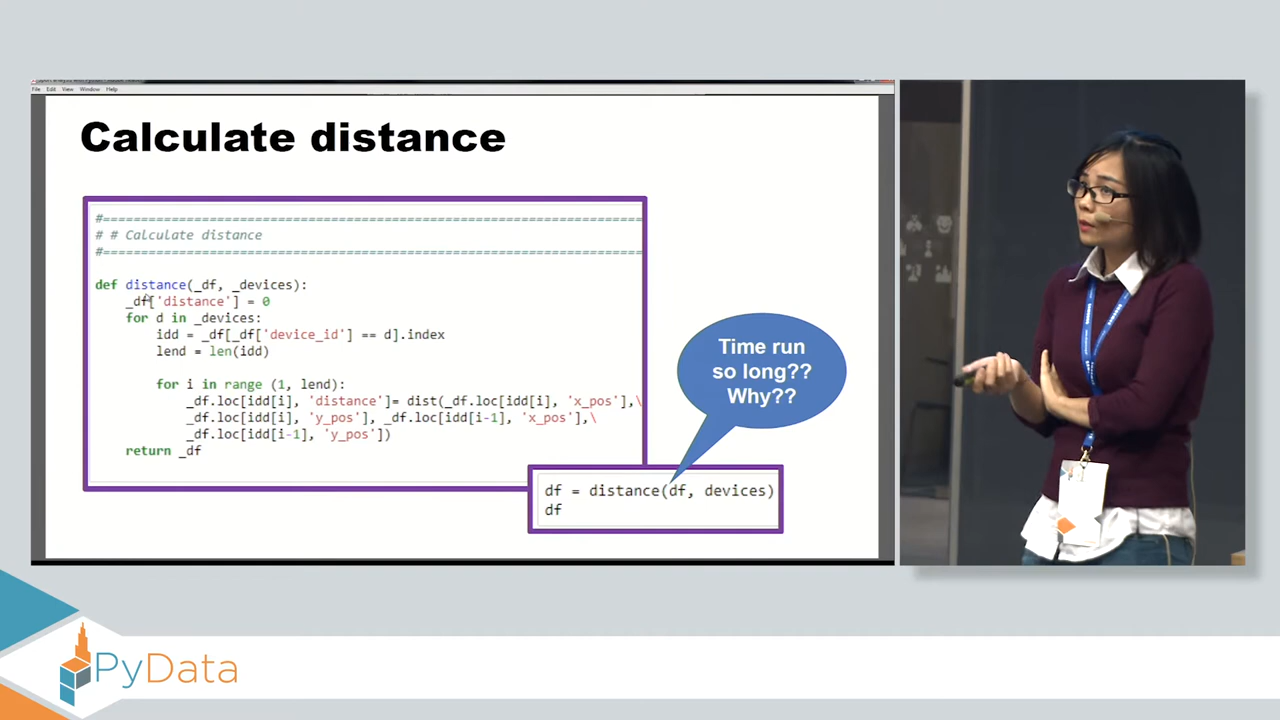 File Edit View Window Help
Calculate distance
#========================================================================
# # Calculate distance
#========================================================================
def distance(_df, _devices):
_df['distance'] = 0
for d in _devices:
idd = _df[_df['device_id'] == d].index
lend = len(idd)
for i in range (1, lend):
_df.loc[idd[i], 'distance']= dist(_df.loc[idd[i], 'x_pos'],\
_df.loc[idd[i], 'y_pos'], _df.loc[idd[i-1], 'x_pos'],\
_df.loc[idd[i-1], 'y_pos'])
return _df
Time run
so long??
Why??
df = distance(df, devices)
df
PyData